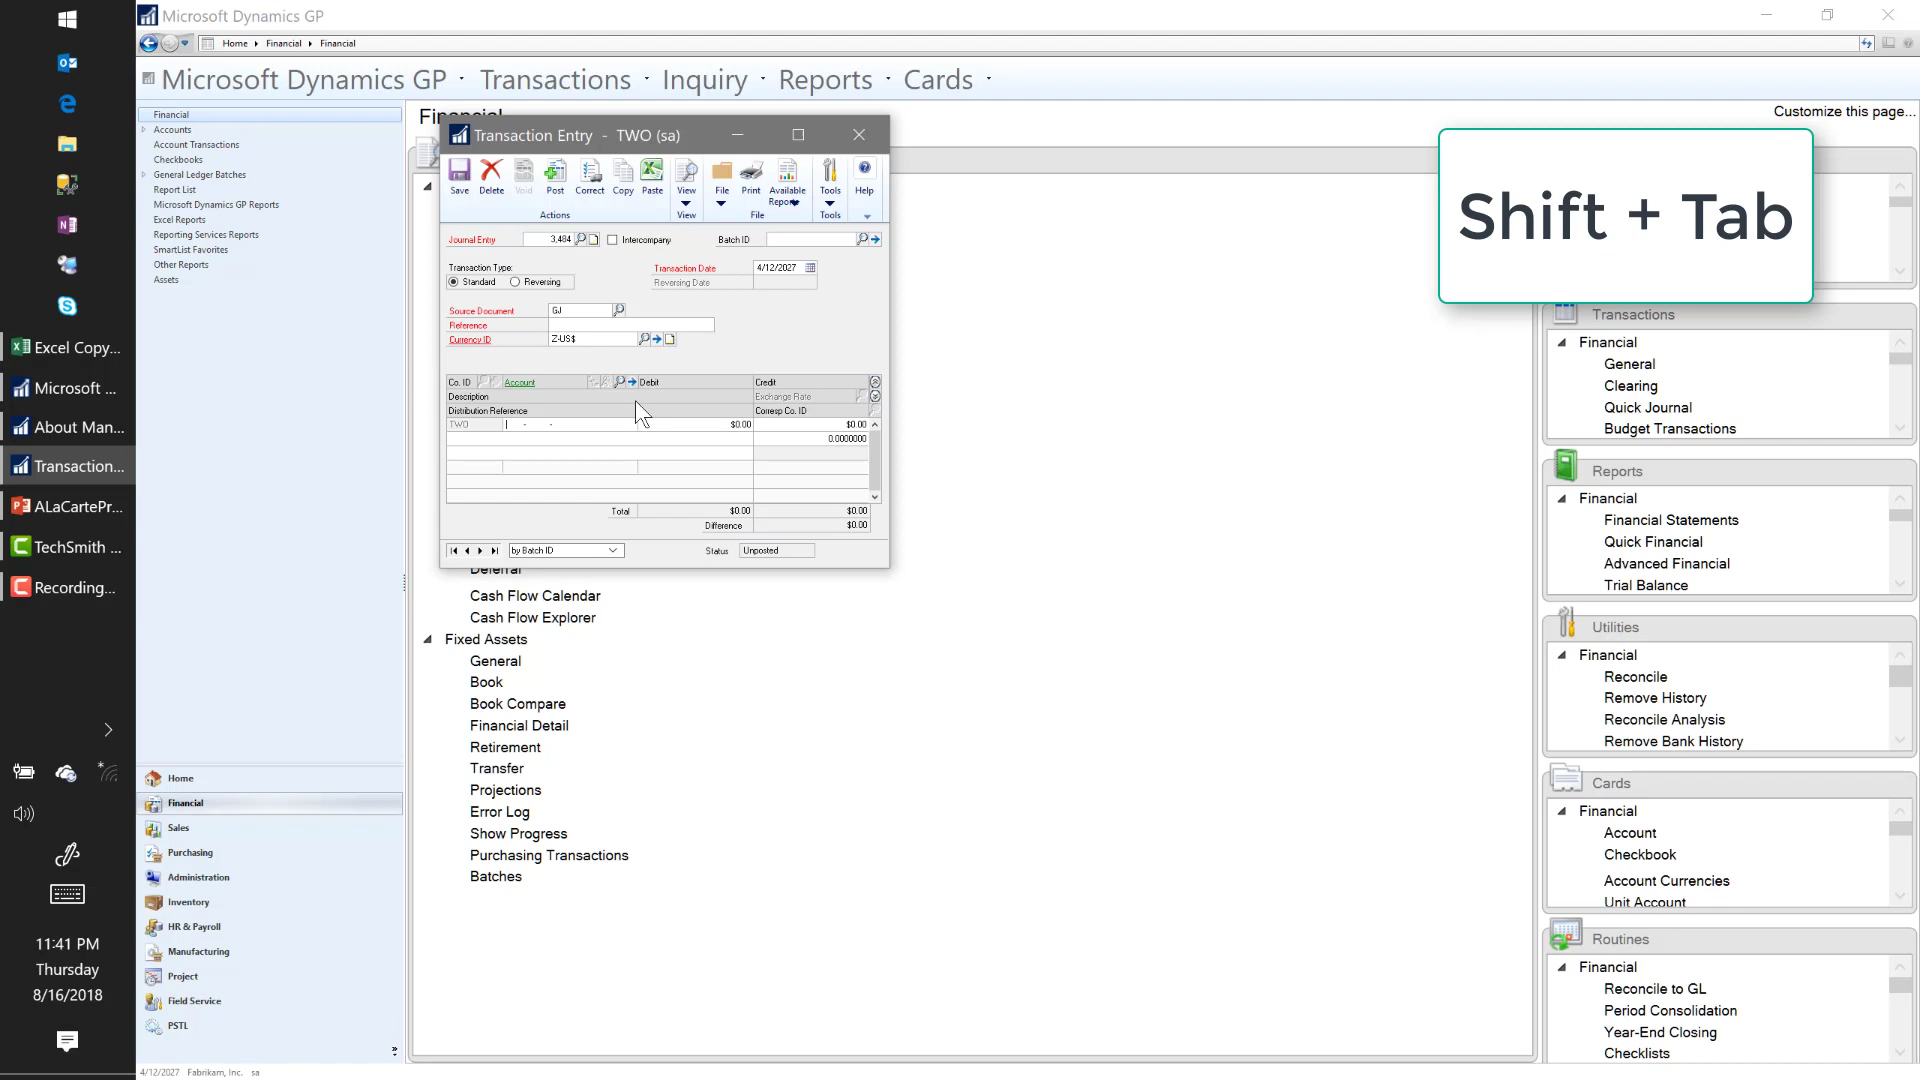 Microsoft Dynamics GP
Home Financial Financial
Microsoft Dynamics GP Transactions Inquiry Reports Cards
Customize this page...
Financial
Accounts
Account Transactions
Checkbooks
General Ledger Batches
Report List
Microsoft Dynamics GP Reports
Excel Reports
Reporting Services Reports
SmartList Favorites
Other Reports
Assets
Financial
Transaction Entry - TWO (sa)
Save Delete Void Post Correct Copy Paste View File Print Available Reports Tools Help
Actions View File Tools
Journal Entry 3,484 Intercompany Batch ID
Transaction Type: Transaction Date 4/12/2027
Standard Reversing Reversing Date
Source Document GJ
Reference
Currency ID Z-US$
Co. ID Account Debit Credit
Description Exchange Rate
Distribution Reference Corresp Co. ID
TWO - - $0.00 $0.00
0.0000000
Total $0.00 $0.00
Difference $0.00
by Batch ID Status Unposted
Shift + Tab
Deferral
Cash Flow Calendar
Cash Flow Explorer
Fixed Assets
General
Book
Book Compare
Financial Detail
Retirement
Transfer
Projections
Error Log
Show Progress
Purchasing Transactions
Batches
Transactions
Financial
General
Clearing
Quick Journal
Budget Transactions
Reports
Financial
Financial Statements
Quick Financial
Advanced Financial
Trial Balance
Utilities
Financial
Reconcile
Remove History
Reconcile Analysis
Remove Bank History
Cards
Financial
Account
Checkbook
Account Currencies
Unit Account
Routines
Financial
Reconcile to GL
Period Consolidation
Year-End Closing
Checklists
Home
Financial
Sales
Purchasing
Administration
Inventory
HR & Payroll
Manufacturing
Project
Field Service
PSTL
4/12/2027 Fabrikam, Inc. sa
Excel Copy...
Microsoft ...
About Man...
Transaction...
ALaCartePr...
TechSmith ...
Recording...
11:41 PM
Thursday
8/16/2018